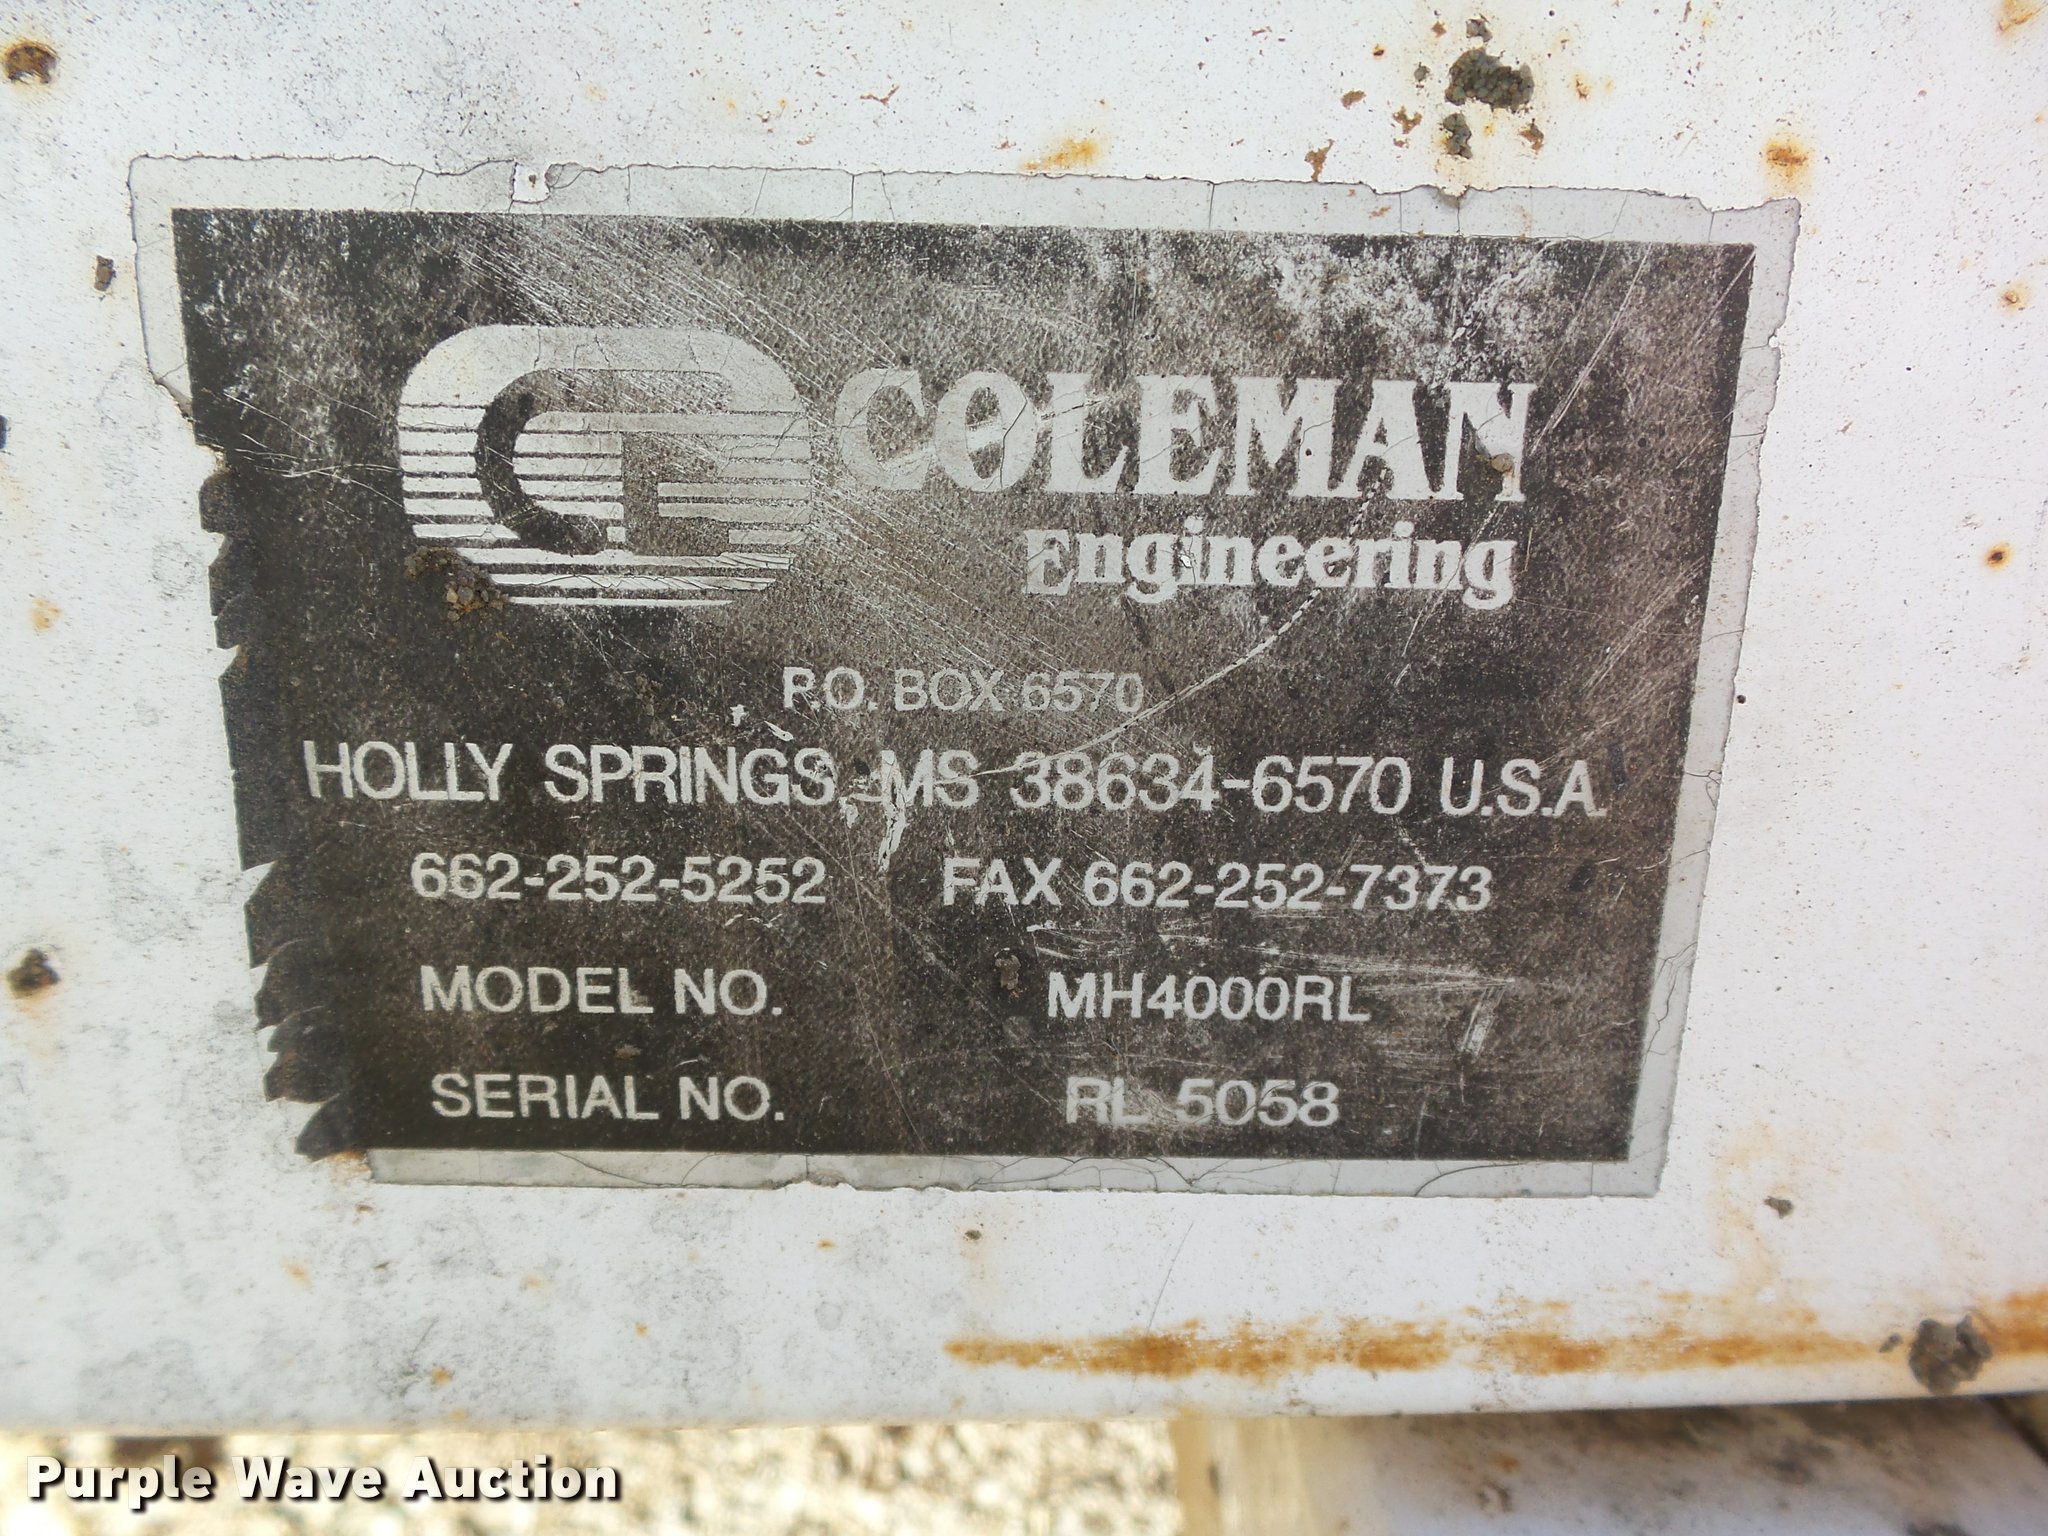 COLEMAN
Engineering
P.O. BOX 6570
HOLLY SPRINGS, MS 38634-6570 U.S.A.
662-252-5252 FAX 662-252-7373
MODEL NO. MH4000RL
SERIAL NO. RL 5058
Purple Wave Auction